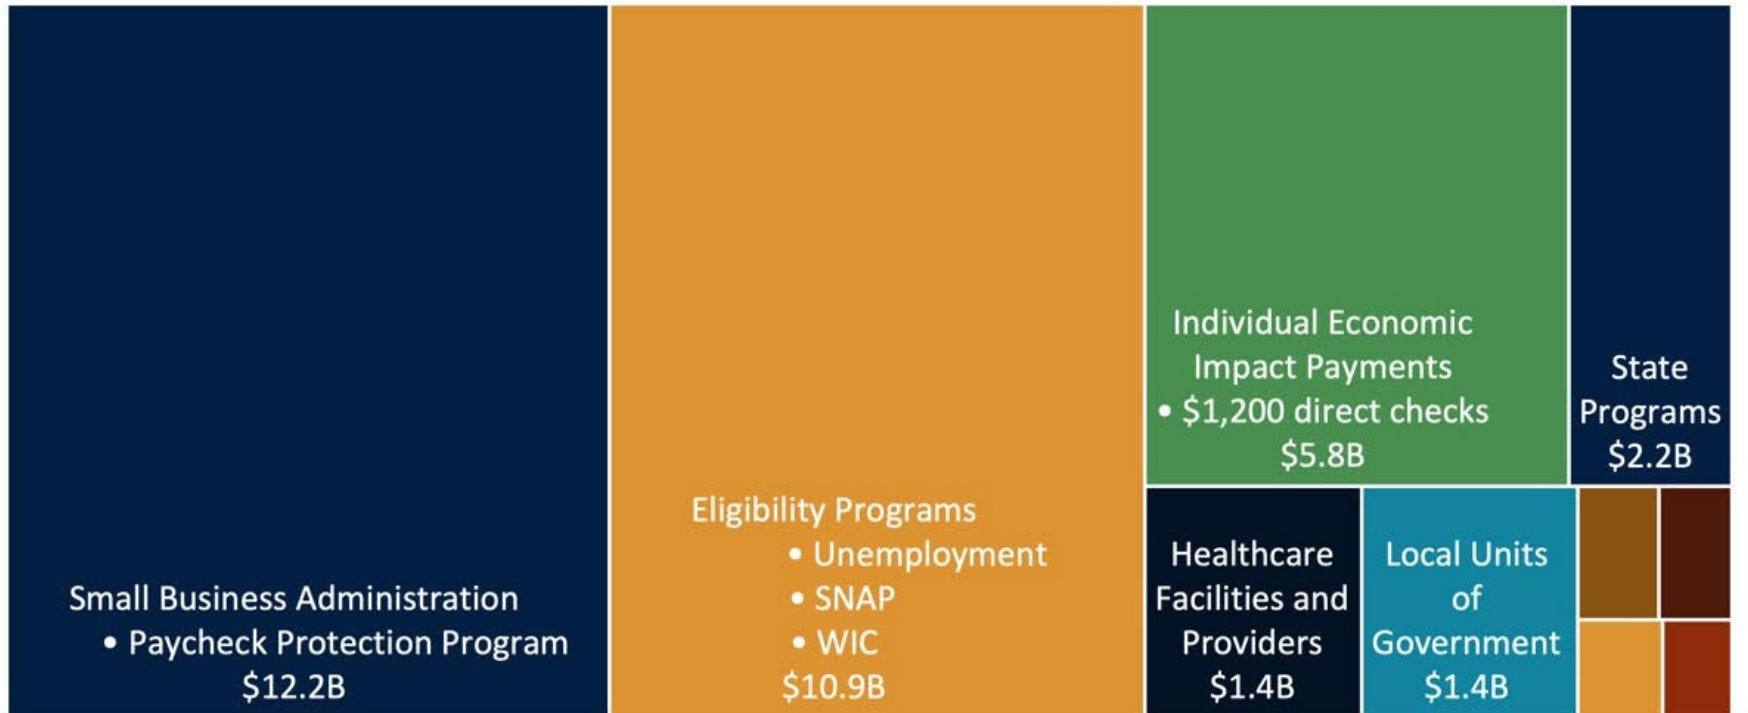 Small Business Administration
• Paycheck Protection Program
$12.2B
Eligibility Programs
• Unemployment
• SNAP
• WIC
$10.9B
Individual Economic
Impact Payments
• $1,200 direct checks
$5.8B
State
Programs
$2.2B
Healthcare
Facilities and
Providers
$1.4B
Local Units
of
Government
$1.4B